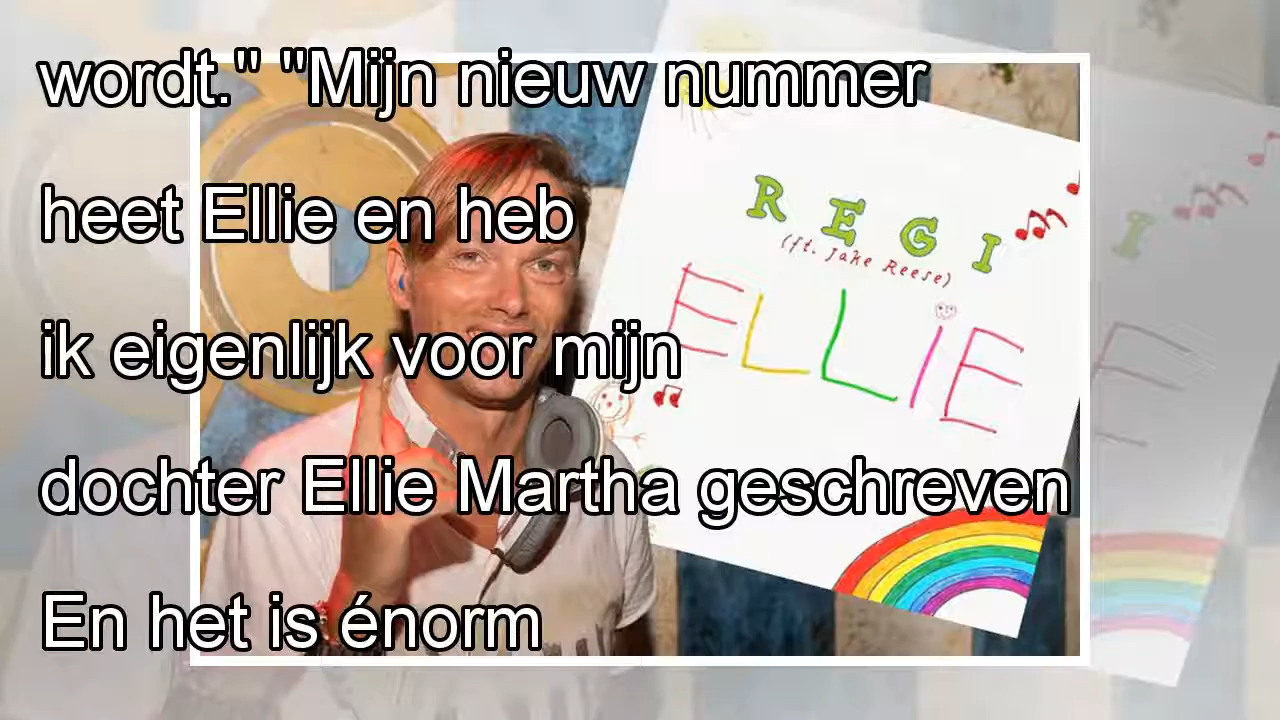 wordt." "Mijn nieuw nummer
heet Ellie en heb
ik eigenlijk voor mijn
dochter Ellie Martha geschreven
En het is énorm
REGI
(ft. Jake Reese)
ELLIE
I
E